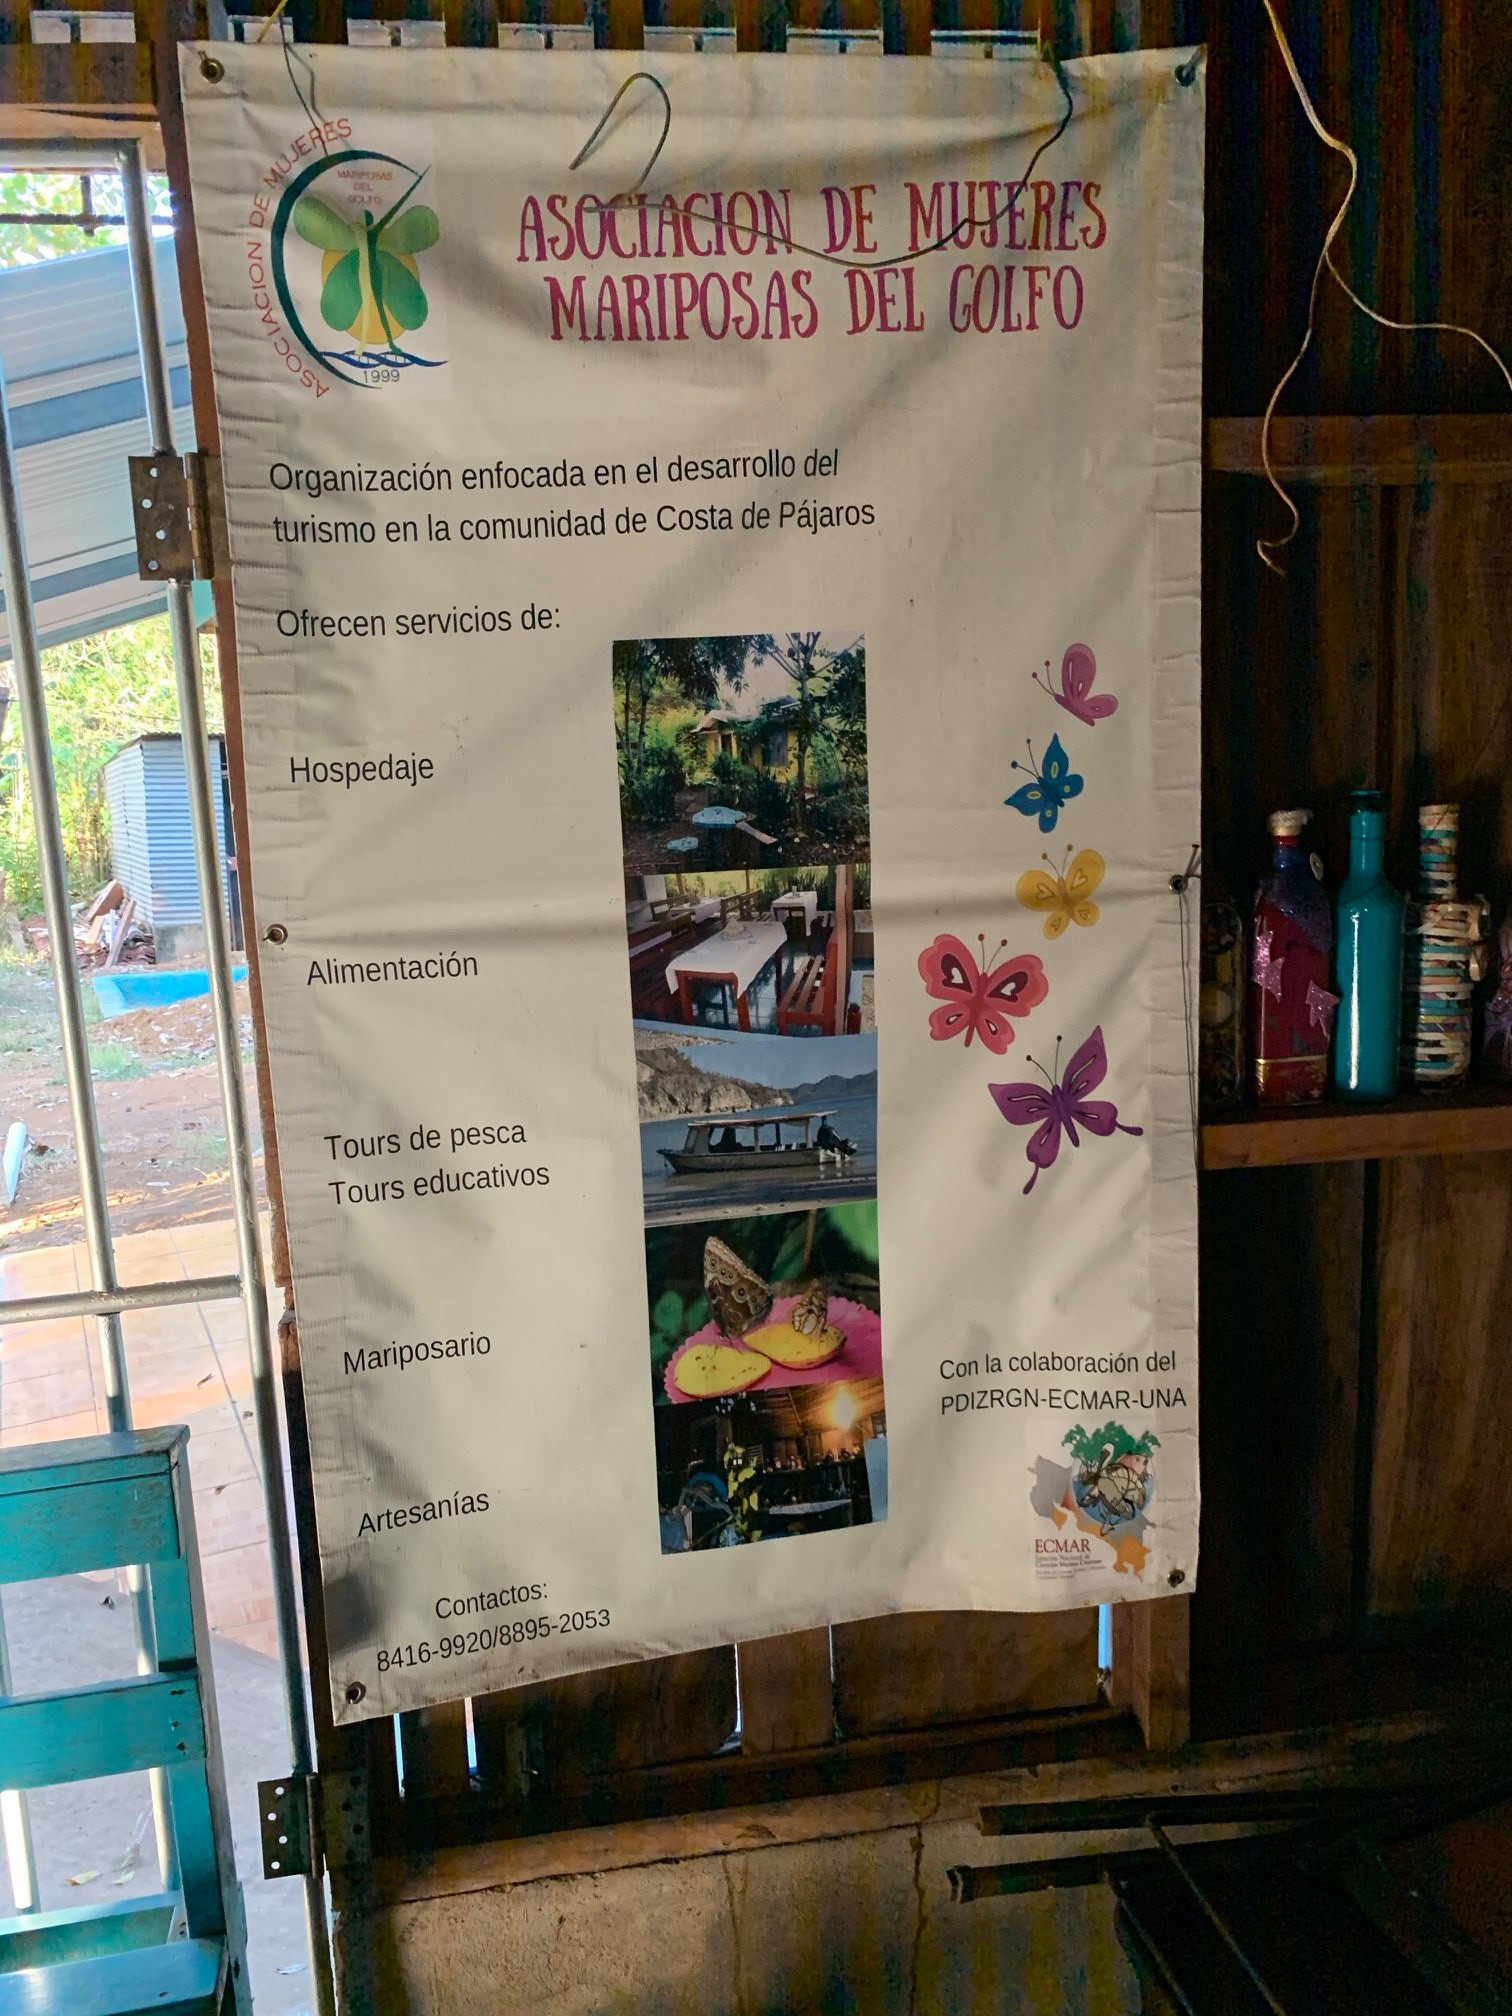 ASOCIACION DE MUJERES
MARIPOSAS
DEL
GOLFO
1999
ASOCIACION DE MUJERES
MARIPOSAS DEL GOLFO
Organización enfocada en el desarrollo del
turismo en la comunidad de Costa de Pájaros
Ofrecen servicios de:
Hospedaje
Alimentación
Tours de pesca
Tours educativos
Mariposario
Artesanías
Contactos:
8416-9920/8895-2053
Con la colaboración del
PDIZRGN-ECMAR-UNA
ECMAR